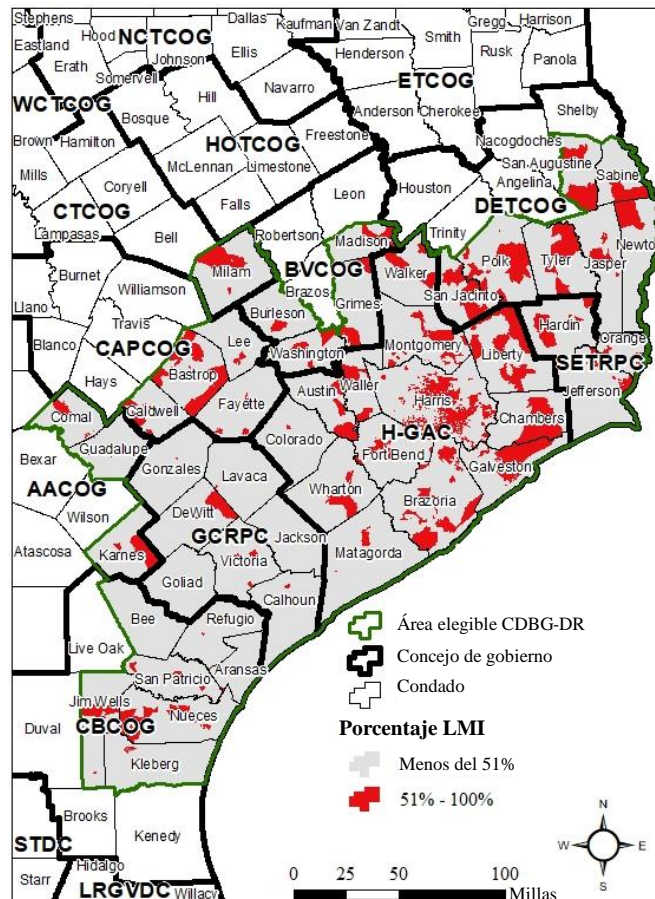 Stephens
Hood
Dallas
Kaufman
Van Zandt
Gregg
Harrison
Eastland
NCTCOG
Johnson
Ellis
Smith
Rusk
Henderson
Panola
Erath
Somervell
Hill
Navarro
ETCOG
WCTCOG
Bosque
Anderson
Cherokee
Shelby
Brown
Hamilton
HOTCOG
Freestone
Nacogdoches
McLennan
Limestone
San Augustine
Sabine
Mills
Coryell
Leon
Houston
Angelina
CTCOG
Falls
DETCOG
Lampasas
Bell
Robertson
Madison
Trinity
Newton
Burnet
Milam
BVCOG
Walker
Polk
Tyler
Jasper
Williamson
Brazos
Grimes
San Jacinto
Llano
Burleson
Travis
Hardin
Blanco
CAPCOG
Lee
Washington
Montgomery
Liberty
Orange
Hays
Bastrop
Austin
Waller
SETRPC
Caldwell
Fayette
Harris
Jefferson
Comal
Chambers
Guadalupe
Colorado
H-GAC
Bexar
Gonzales
Fort Bend
Galveston
Lavaca
AACOG
Wharton
Wilson
DeWitt
Brazoria
GCRPC
Jackson
Atascosa
Karnes
Victoria
Matagorda
Goliad
Calhoun
Bee
Refugio
Live Oak
Aransas
San Patricio
Jim Wells
Nueces
Duval
CBCOG
Kleberg
Brooks
STDC
Kenedy
Hidalgo
Starr
LRGVDC
Willacy
Área elegible CDBG-DR
Concejo de gobierno
Condado
Porcentaje LMI
Menos del 51%
51% - 100%
N
W
E
S
0 25 50 100
Millas